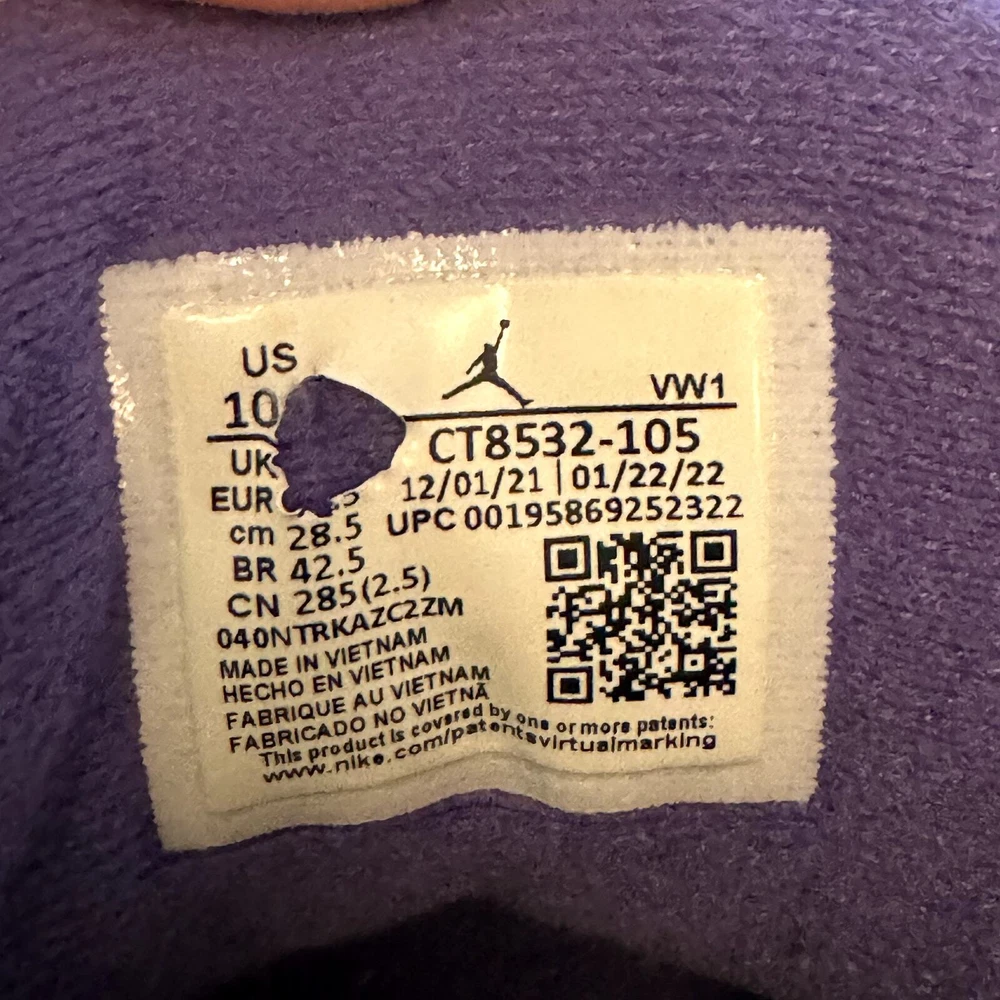 US
10
VW1
UK
CT8532-105
EUR
12/01/21 | 01/22/22
cm 28.5
UPC 00195869252322
BR 42.5
CN 285(2.5)
040NTRKAZC2ZM
MADE IN VIETNAM
HECHO EN VIETNAM
FABRIQUE AU VIETNAM
FABRICADO NO VIETNÃ
This product is covered by one or more patents:
www.nike.com/patentsvirtualmarking